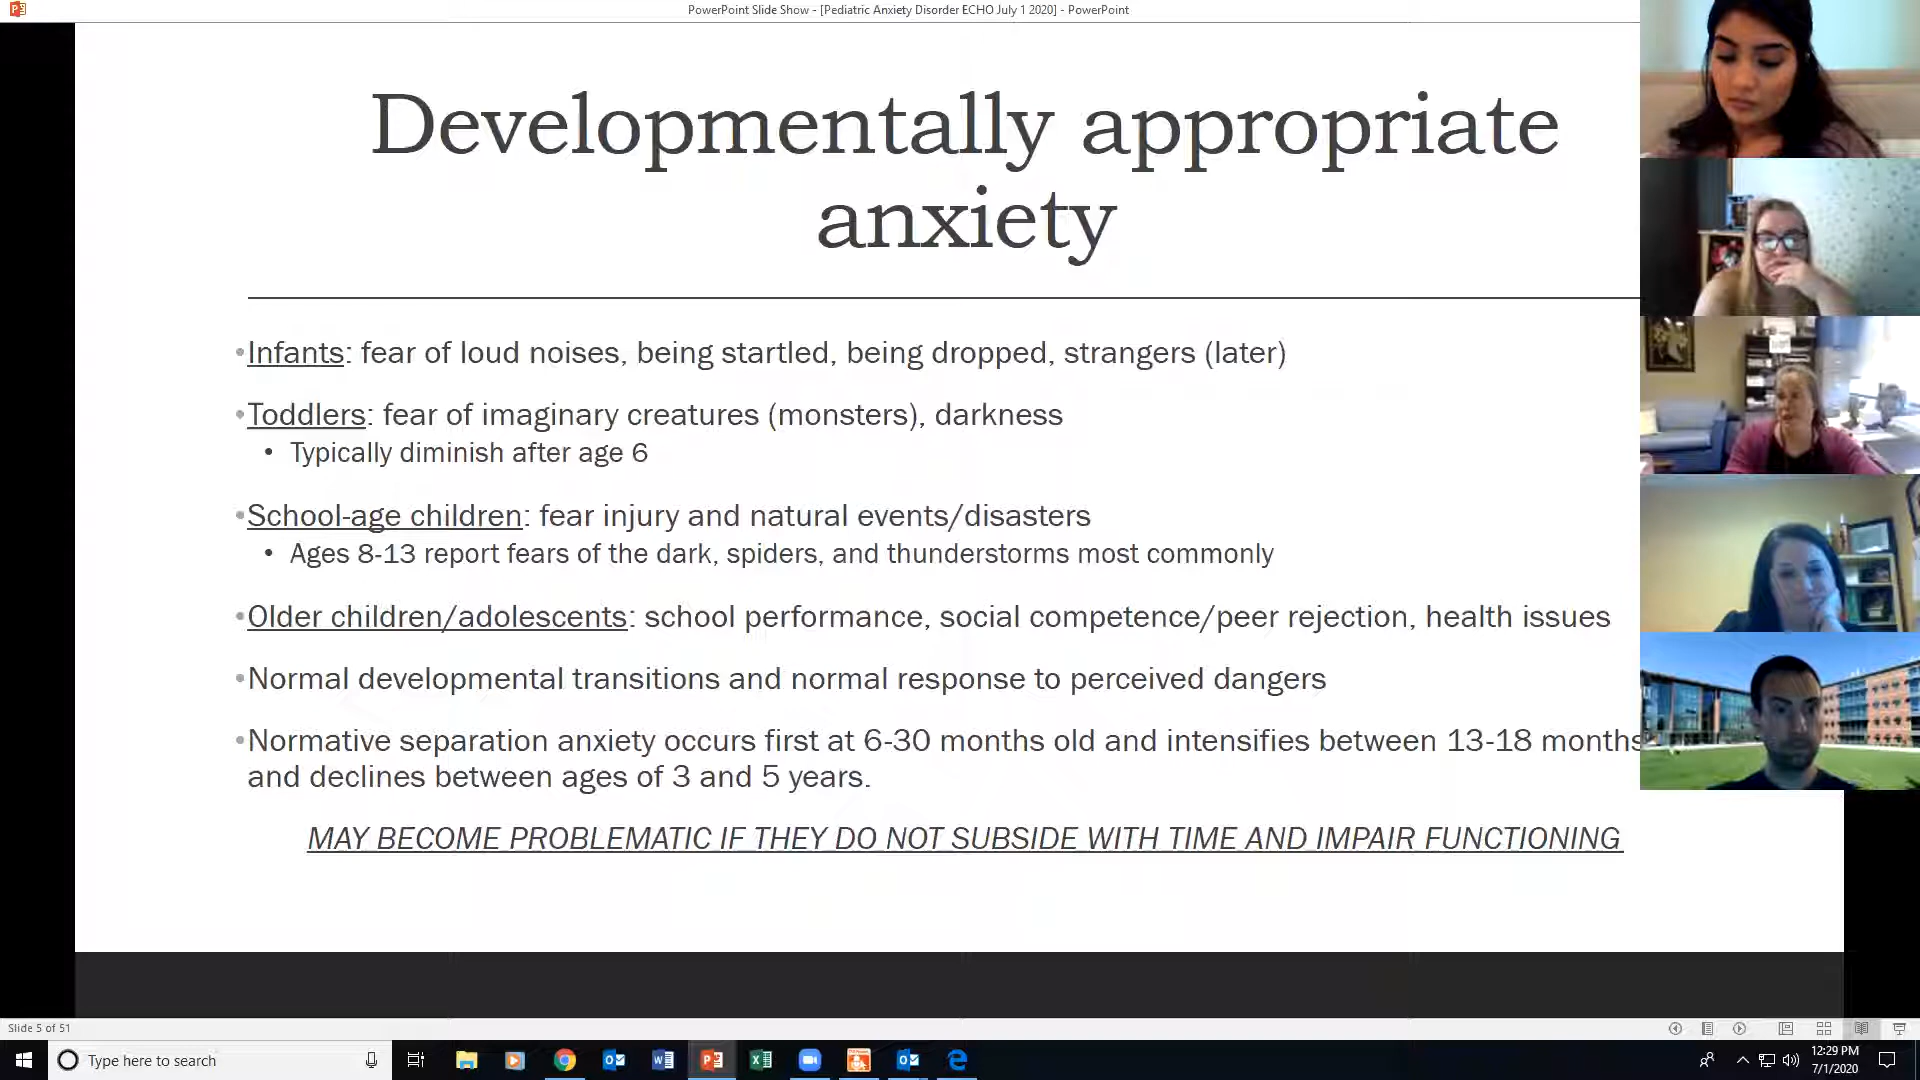 PowerPoint Slide Show - [Pediatric Anxiety Disorder ECHO July 1 2020] - PowerPoint
Developmentally appropriate
anxiety
•Infants: fear of loud noises, being startled, being dropped, strangers (later)
•Toddlers: fear of imaginary creatures (monsters), darkness
• Typically diminish after age 6
•School-age children: fear injury and natural events/disasters
• Ages 8-13 report fears of the dark, spiders, and thunderstorms most commonly
•Older children/adolescents: school performance, social competence/peer rejection, health issues
•Normal developmental transitions and normal response to perceived dangers
•Normative separation anxiety occurs first at 6-30 months old and intensifies between 13-18 months
and declines between ages of 3 and 5 years.
MAY BECOME PROBLEMATIC IF THEY DO NOT SUBSIDE WITH TIME AND IMPAIR FUNCTIONING
Slide 5 of 51
Type here to search
12:29 PM
7/1/2020